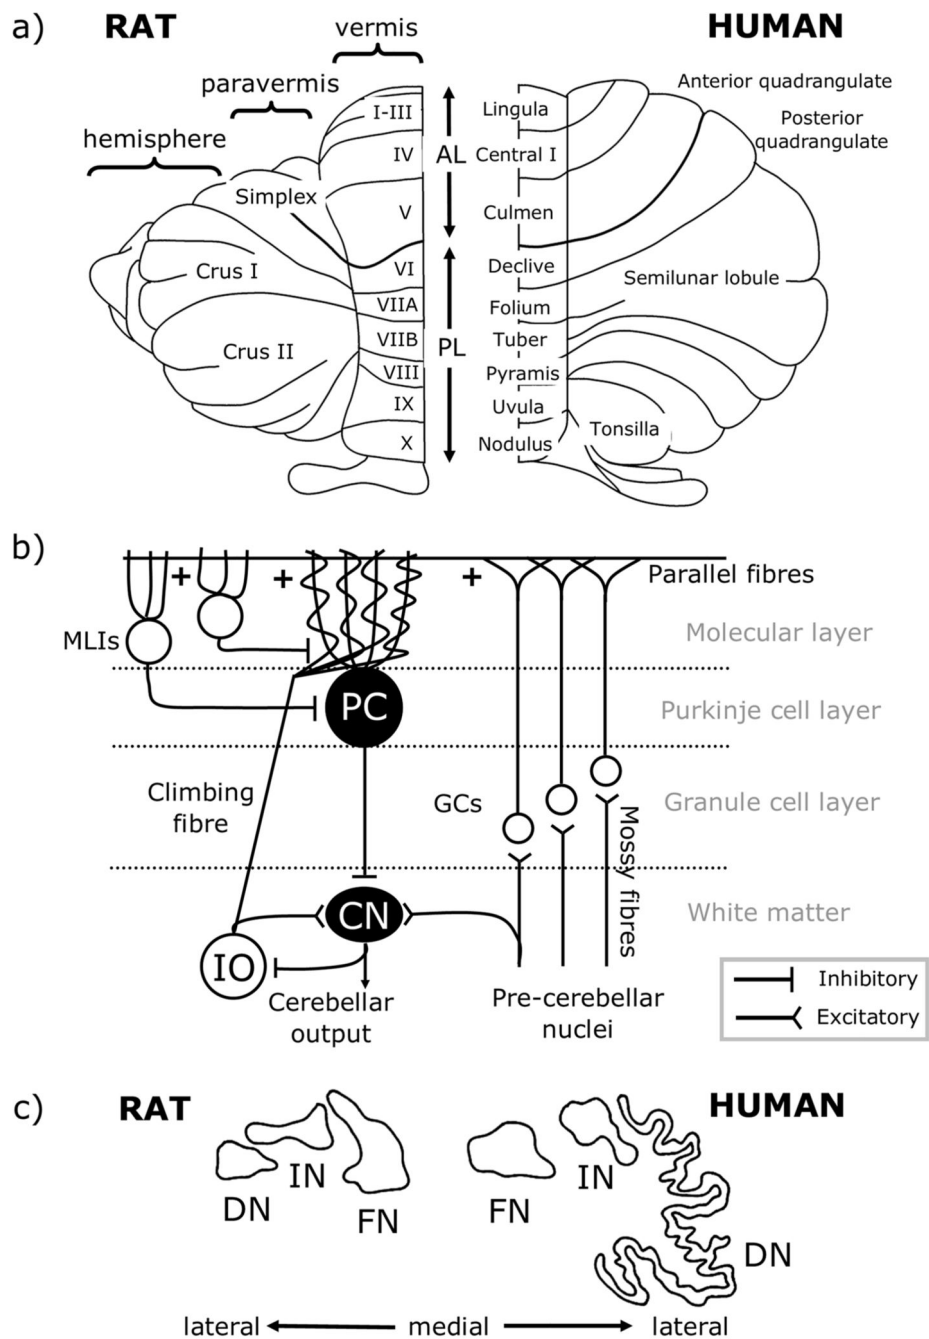 a)
RAT
vermis
HUMAN
paravermis
hemisphere
Anterior quadrangulate
Posterior
quadrangulate
I-III
IV
V
VI
VIIA
VIIB
VIII
IX
X
AL
PL
Simplex
Crus I
Crus II
Lingula
Central I
Culmen
Declive
Folium
Tuber
Pyramis
Uvula
Nodulus
Semilunar lobule
Tonsilla
b)
+
+
+
Parallel fibres
MLIs
Molecular layer
PC
Purkinje cell layer
Climbing
fibre
GCs
Mossy fibres
Granule cell layer
CN
White matter
IO
Cerebellar
output
Pre-cerebellar
nuclei
Inhibitory
Excitatory
c)
RAT
HUMAN
DN
IN
FN
FN
IN
DN
lateral
medial
lateral